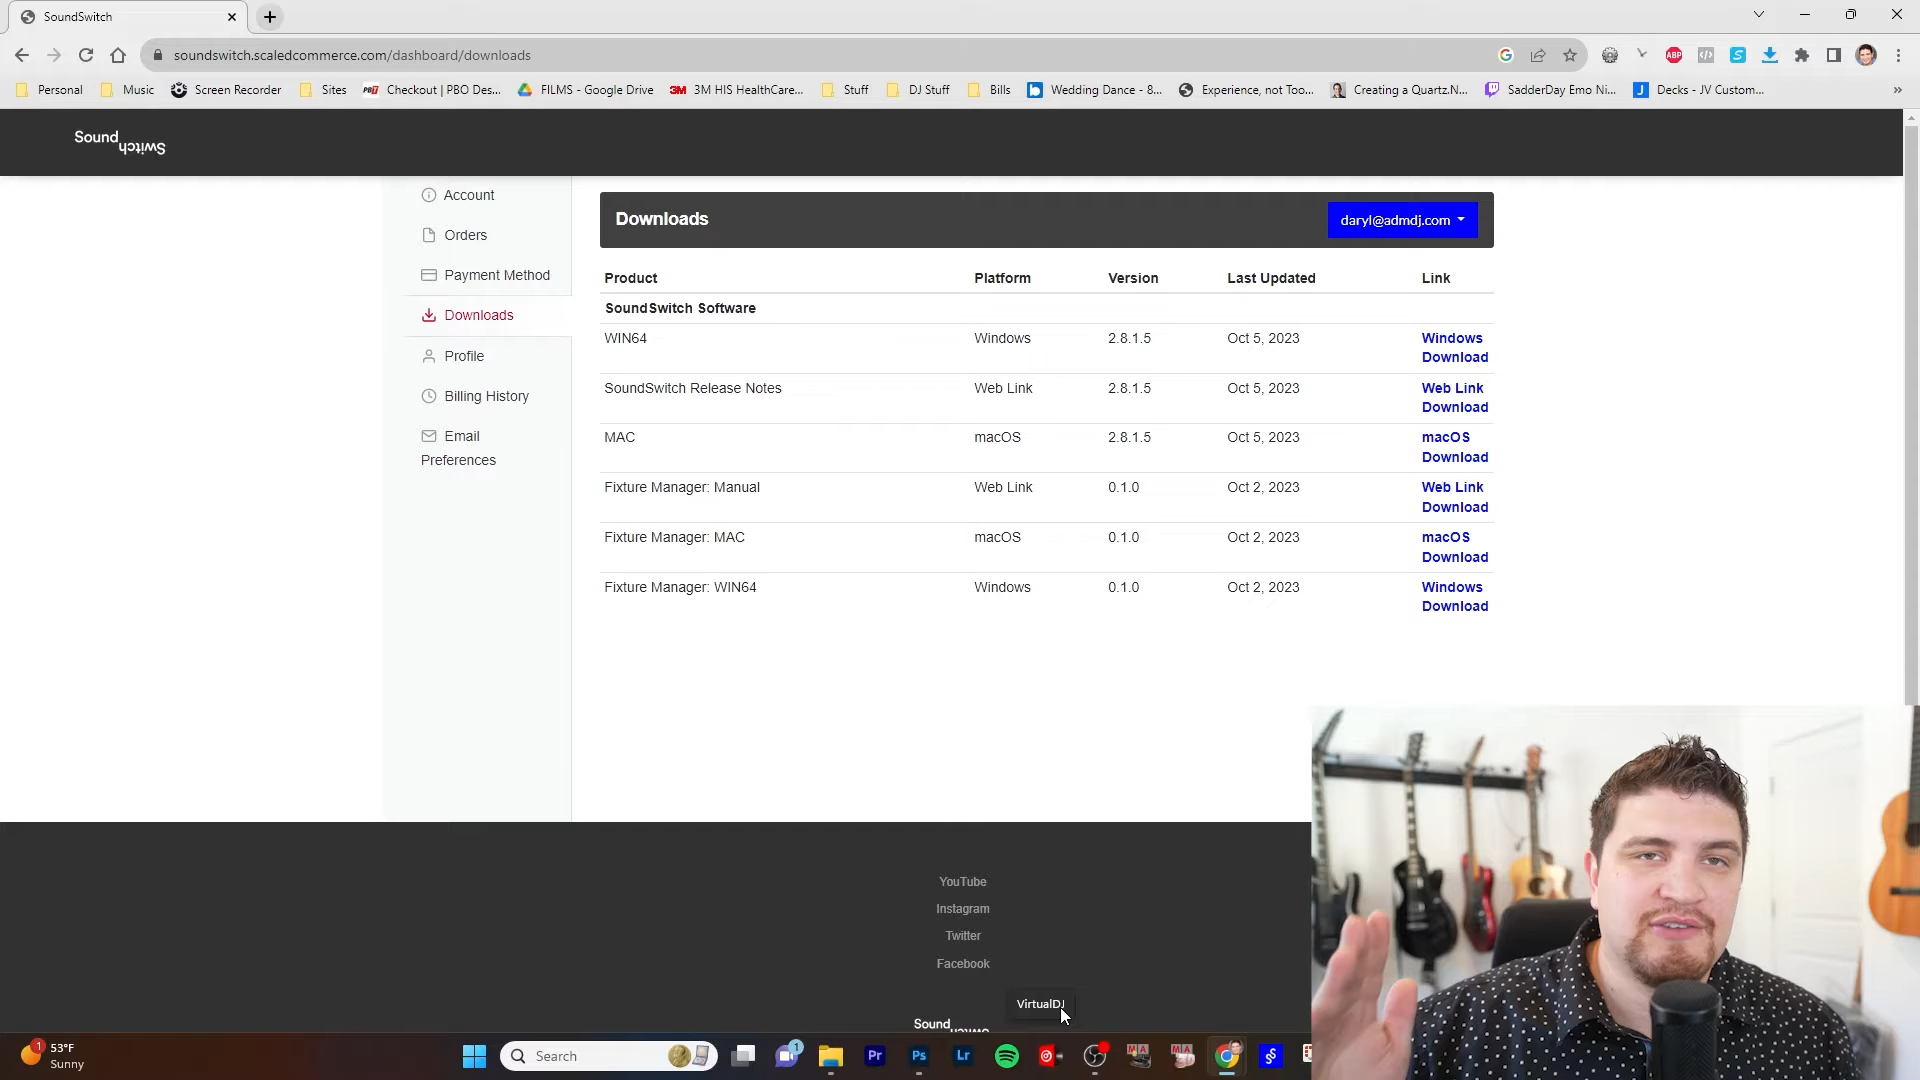 SoundSwitch
soundswitch.scaledcommerce.com/dashboard/downloads
ABP
Personal
Music
Screen Recorder
Sites
Checkout | PBO Des...
FILMS - Google Drive
3M
3M HIS HealthCare...
Stuff
DJ Stuff
Bills
Wedding Dance - 8...
Experience, not Too...
Creating a Quartz.N...
SadderDay Emo Ni...
Decks - JV Custom...
Sound
Switch
Account
Orders
Payment Method
Downloads
Profile
Billing History
Email
Preferences
Downloads
daryl@admdj.com
Product Platform Version Last Updated Link
SoundSwitch Software
WIN64 Windows 2.8.1.5 Oct 5, 2023 Windows
Download
SoundSwitch Release Notes Web Link 2.8.1.5 Oct 5, 2023 Web Link
Download
MAC macOS 2.8.1.5 Oct 5, 2023 macOS
Download
Fixture Manager: Manual Web Link 0.1.0 Oct 2, 2023 Web Link
Download
Fixture Manager: MAC macOS 0.1.0 Oct 2, 2023 macOS
Download
Fixture Manager: WIN64 Windows 0.1.0 Oct 2, 2023 Windows
Download
YouTube
Instagram
Twitter
Facebook
VirtualDJ
Sound
1
53°F
Sunny
Search
1
Pr
Ps
Lr